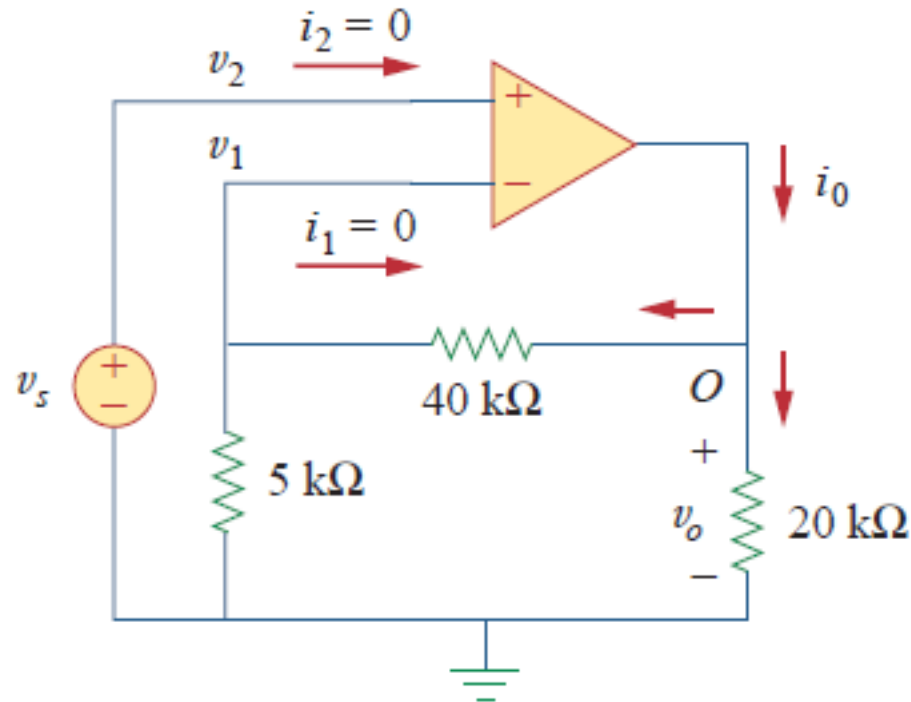 i₂ = 0
v₂
+
v₁
−
i₀
i₁ = 0
+
vₛ
−
40 kΩ
O
+
5 kΩ
vₒ
20 kΩ
−